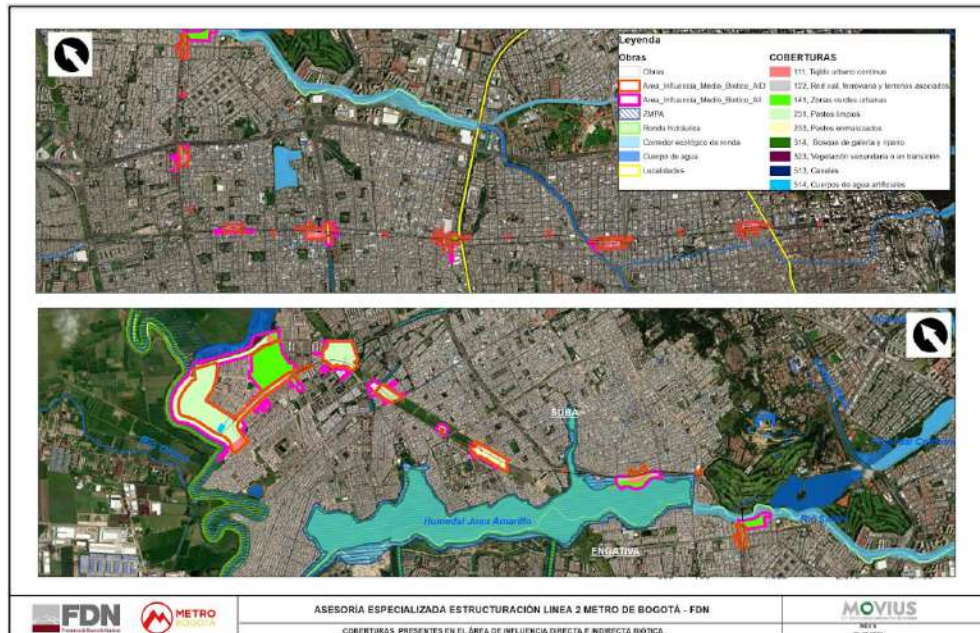 Leyenda
Obras
Obras
Area_Influencia_Medio_Biotico_AID
Area_Influencia_Medio_Biotico_AII
ZMPA
Ronda hidráulica
Corredor ecológico de ronda
Cuerpo de agua
Localidades
COBERTURAS
111, Tejido urbano continuo
122, Red vial, ferroviaria y terrenos asociados
141, Zonas verdes urbanas
231, Pastos limpios
233, Pastos enmalezados
314, Bosque de galería y ripario
323, Vegetación secundaria o en transición
513, Canales
514, Cuerpos de agua artificiales
SUBA
Humedal Juan Amarillo
ENGATIVA
FDN
METRO
BOGOTÁ
ASESORÍA ESPECIALIZADA ESTRUCTURACIÓN LINEA 2 METRO DE BOGOTÁ - FDN
COBERTURAS PRESENTES EN EL ÁREA DE INFLUENCIA DIRECTA E INDIRECTA BIÓTICA
MOVIUS